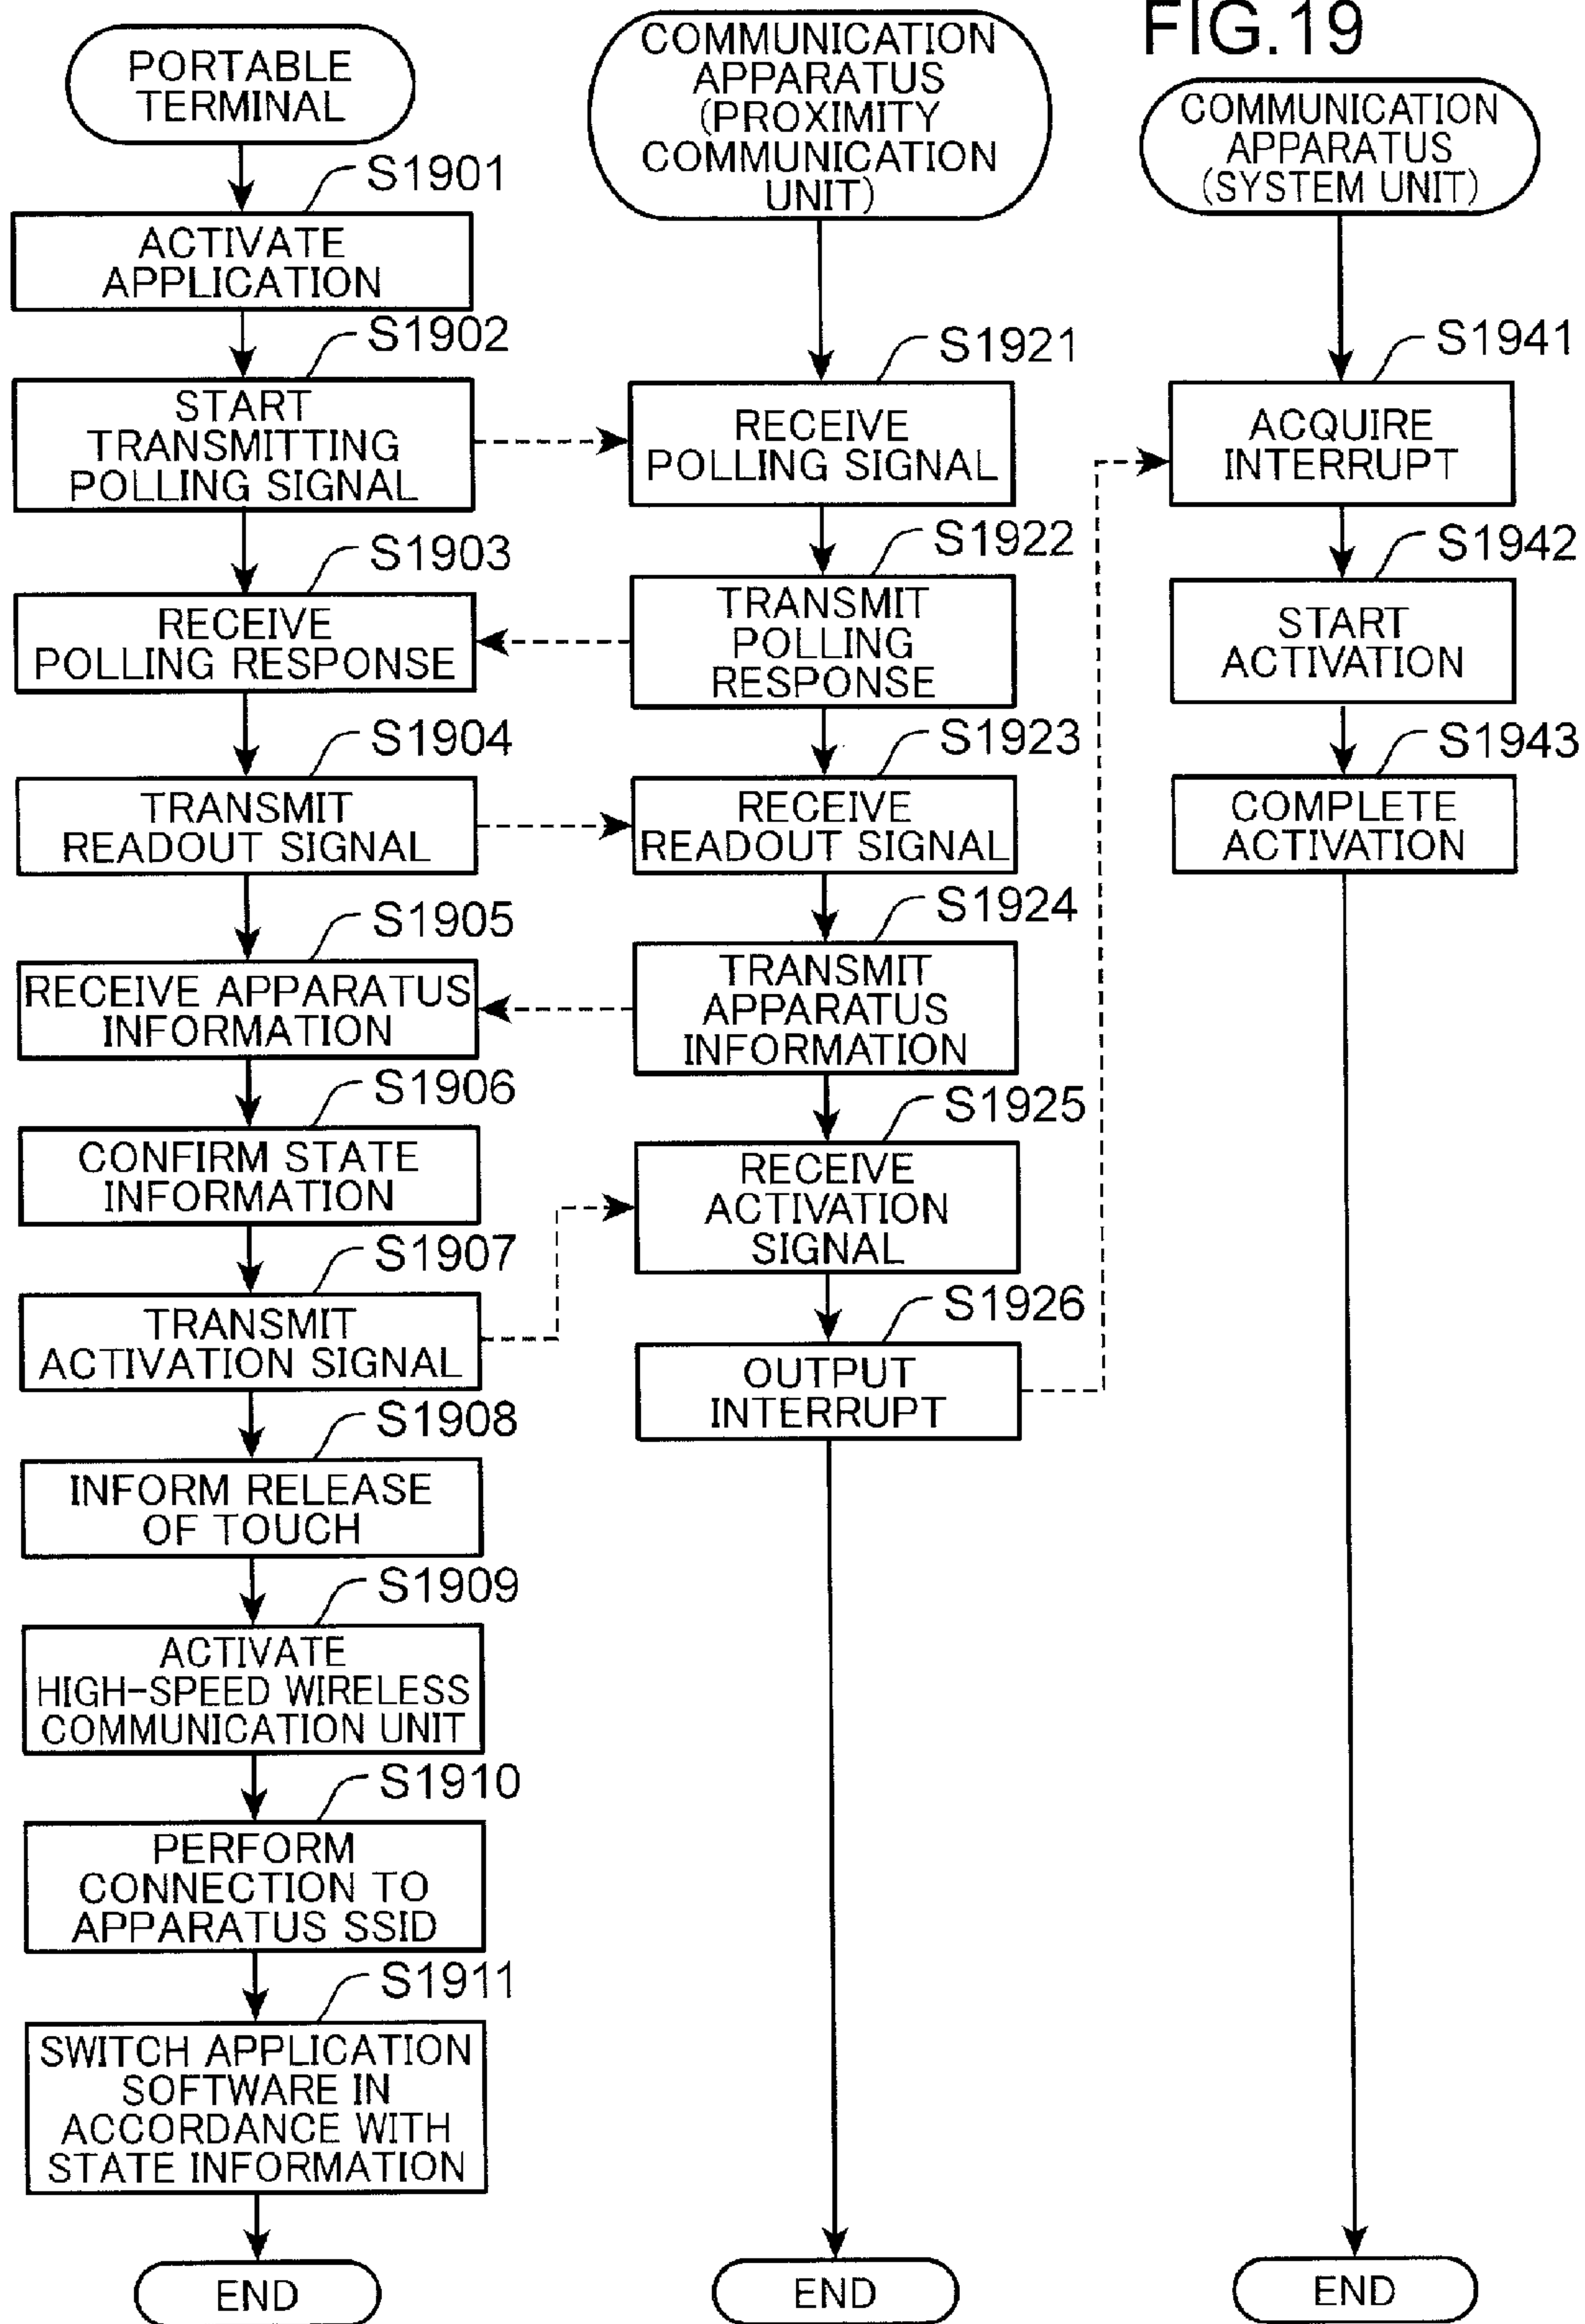 FIG.19
PORTABLE
TERMINAL
S1901
ACTIVATE
APPLICATION
S1902
START
TRANSMITTING
POLLING SIGNAL
S1903
RECEIVE
POLLING RESPONSE
S1904
TRANSMIT
READOUT SIGNAL
S1905
RECEIVE APPARATUS
INFORMATION
S1906
CONFIRM STATE
INFORMATION
S1907
TRANSMIT
ACTIVATION SIGNAL
S1908
INFORM RELEASE
OF TOUCH
S1909
ACTIVATE
HIGH-SPEED WIRELESS
COMMUNICATION UNIT
S1910
PERFORM
CONNECTION TO
APPARATUS SSID
S1911
SWITCH APPLICATION
SOFTWARE IN
ACCORDANCE WITH
STATE INFORMATION
END
COMMUNICATION
APPARATUS
(PROXIMITY
COMMUNICATION
UNIT)
S1921
RECEIVE
POLLING SIGNAL
S1922
TRANSMIT
POLLING
RESPONSE
S1923
RECEIVE
READOUT SIGNAL
S1924
TRANSMIT
APPARATUS
INFORMATION
S1925
RECEIVE
ACTIVATION
SIGNAL
S1926
OUTPUT
INTERRUPT
END
COMMUNICATION
APPARATUS
(SYSTEM UNIT)
S1941
ACQUIRE
INTERRUPT
S1942
START
ACTIVATION
S1943
COMPLETE
ACTIVATION
END